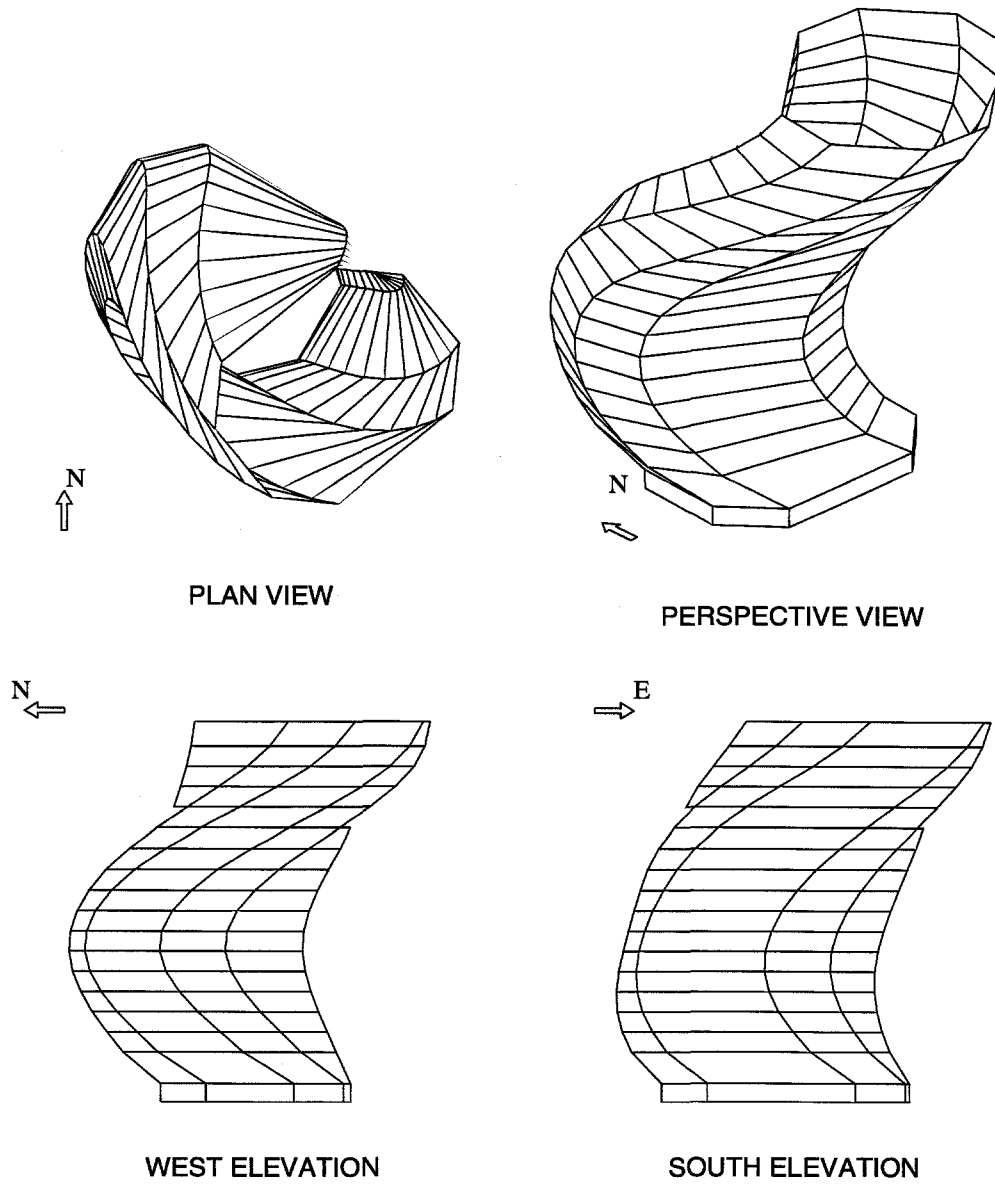 N
PLAN VIEW
N
PERSPECTIVE VIEW
N
E
WEST ELEVATION
SOUTH ELEVATION